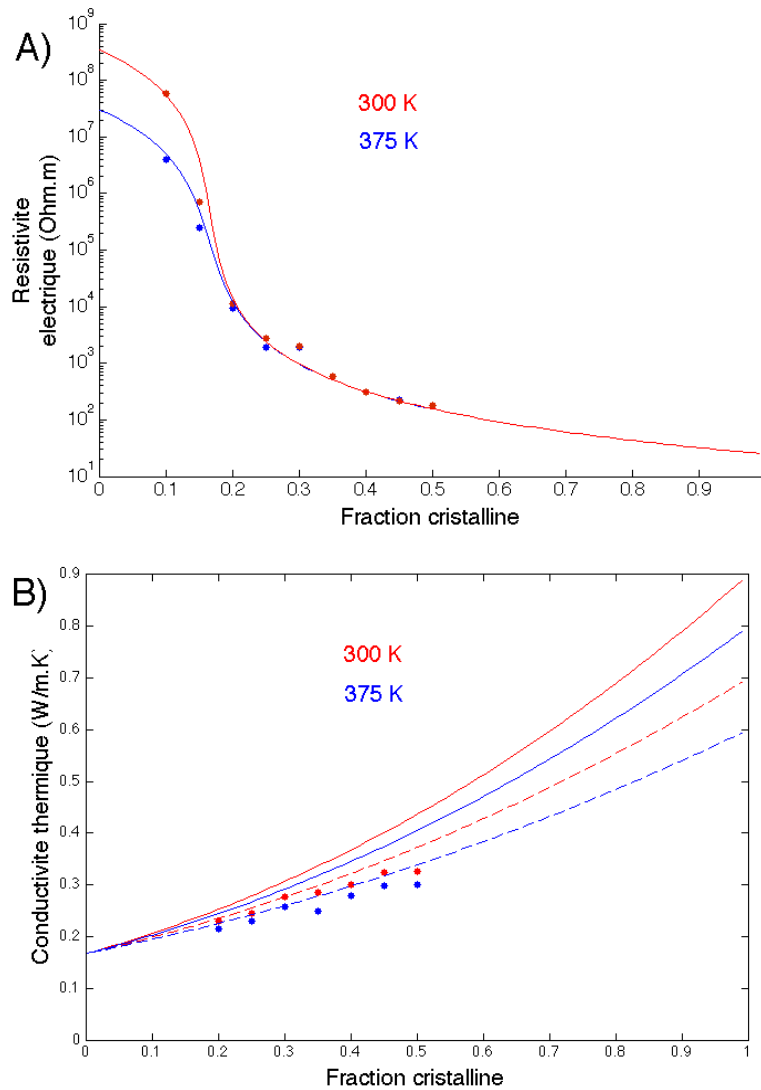 A)
10^9
10^8
10^7
10^6
10^5
10^4
10^3
10^2
10^1
Resistivite
electrique (Ohm.m)
300 K
375 K
0 0.1 0.2 0.3 0.4 0.5 0.6 0.7 0.8 0.9
Fraction cristalline
B)
0.9
0.8
0.7
0.6
0.5
0.4
0.3
0.2
0.1
0
Conductivite thermique (W/m.K)
300 K
375 K
0 0.1 0.2 0.3 0.4 0.5 0.6 0.7 0.8 0.9 1
Fraction cristalline